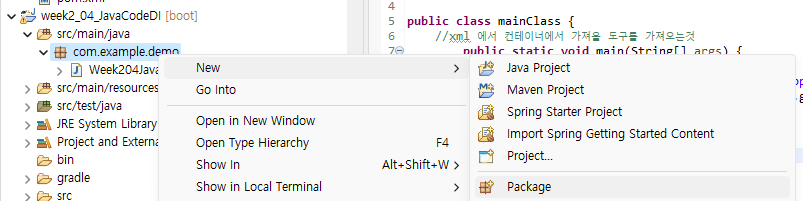 week2_04_JavaCodeDI [boot]
src/main/java
com.example.demo
Week204Java
src/main/resources
src/test/java
JRE System Library
Project and Externa
bin
gradle
src
4
5
public class mainClass {
6
//xml 에서 컨테이너에서 가져올 도구를 가져오는것
7
public static void main(String[] args) {
New
Go Into
Open in New Window
Open Type Hierarchy F4
Show In Alt+Shift+W
Show in Local Terminal
Java Project
Maven Project
Spring Starter Project
Import Spring Getting Started Content
Project...
Package